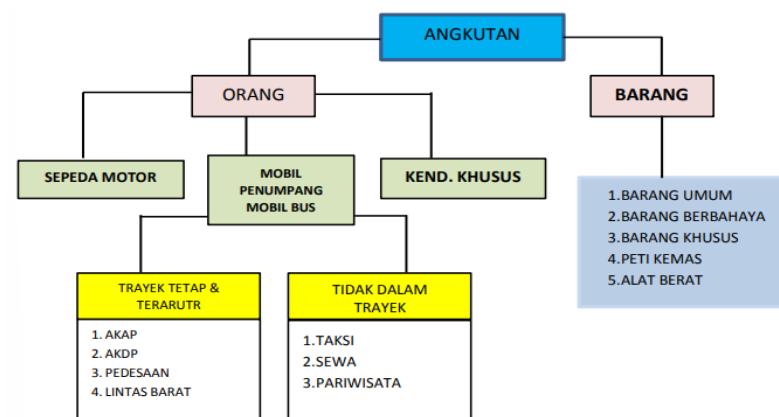 ANGKUTAN
ORANG
BARANG
SEPEDA MOTOR
MOBIL
PENUMPANG
MOBIL BUS
KEND. KHUSUS
1.BARANG UMUM
2.BARANG BERBAHAYA
3.BARANG KHUSUS
4.PETI KEMAS
5.ALAT BERAT
TRAYEK TETAP &
TERARUTR
1. AKAP
2. AKDP
3. PEDESAAN
4. LINTAS BARAT
TIDAK DALAM
TRAYEK
1.TAKSI
2.SEWA
3.PARIWISATA